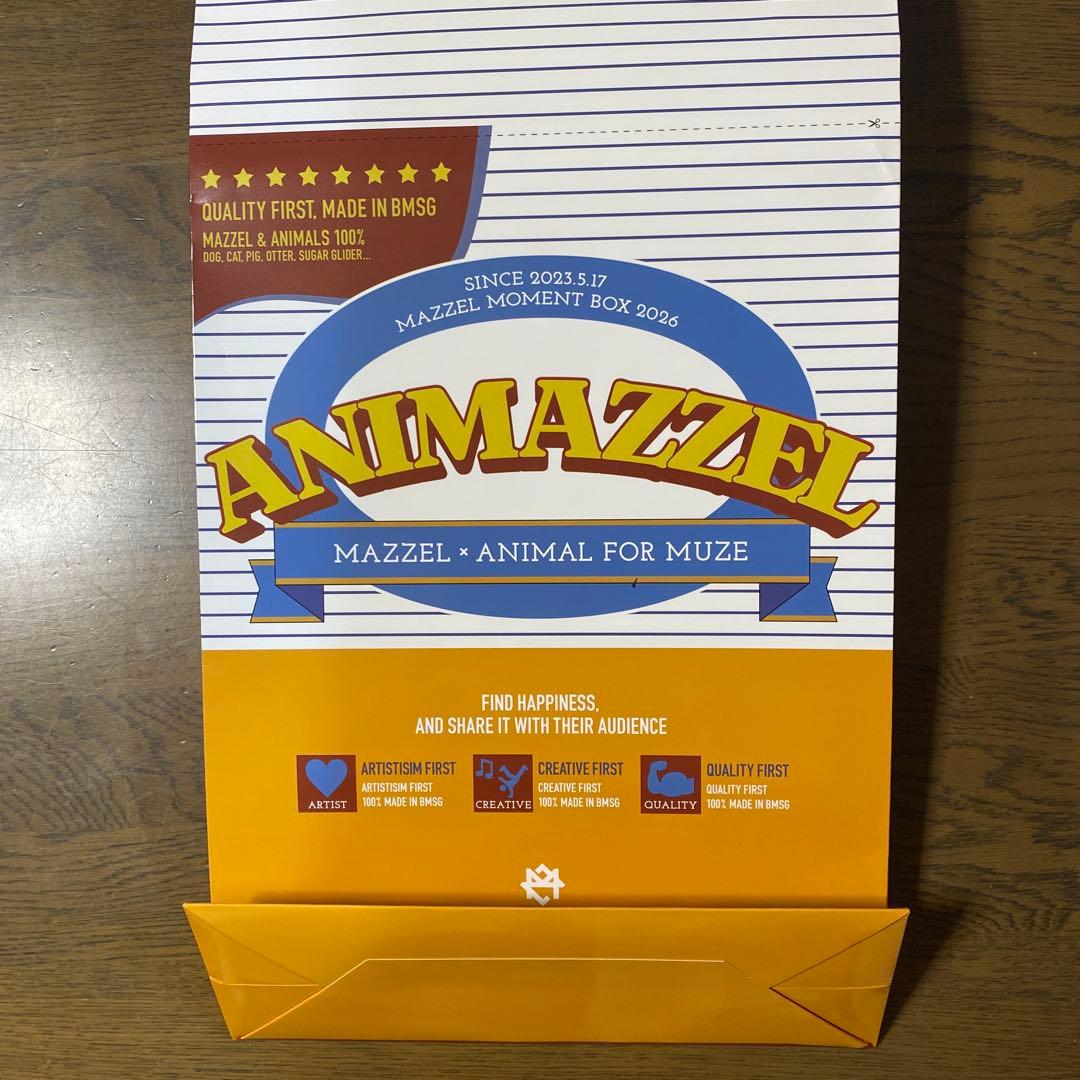 QUALITY FIRST, MADE IN BMSG
MAZZEL & ANIMALS 100%
DOG, CAT, PIG, OTTER, SUGAR GLIDER...
SINCE 2023.5.17
MAZZEL MOMENT BOX 2026
ANIMAZZEL
MAZZEL × ANIMAL FOR MUZE
FIND HAPPINESS,
AND SHARE IT WITH THEIR AUDIENCE
ARTIST
ARTISTISIM FIRST
ARTISTISIM FIRST
100% MADE IN BMSG
CREATIVE
CREATIVE FIRST
CREATIVE FIRST
100% MADE IN BMSG
QUALITY
QUALITY FIRST
QUALITY FIRST
100% MADE IN BMSG